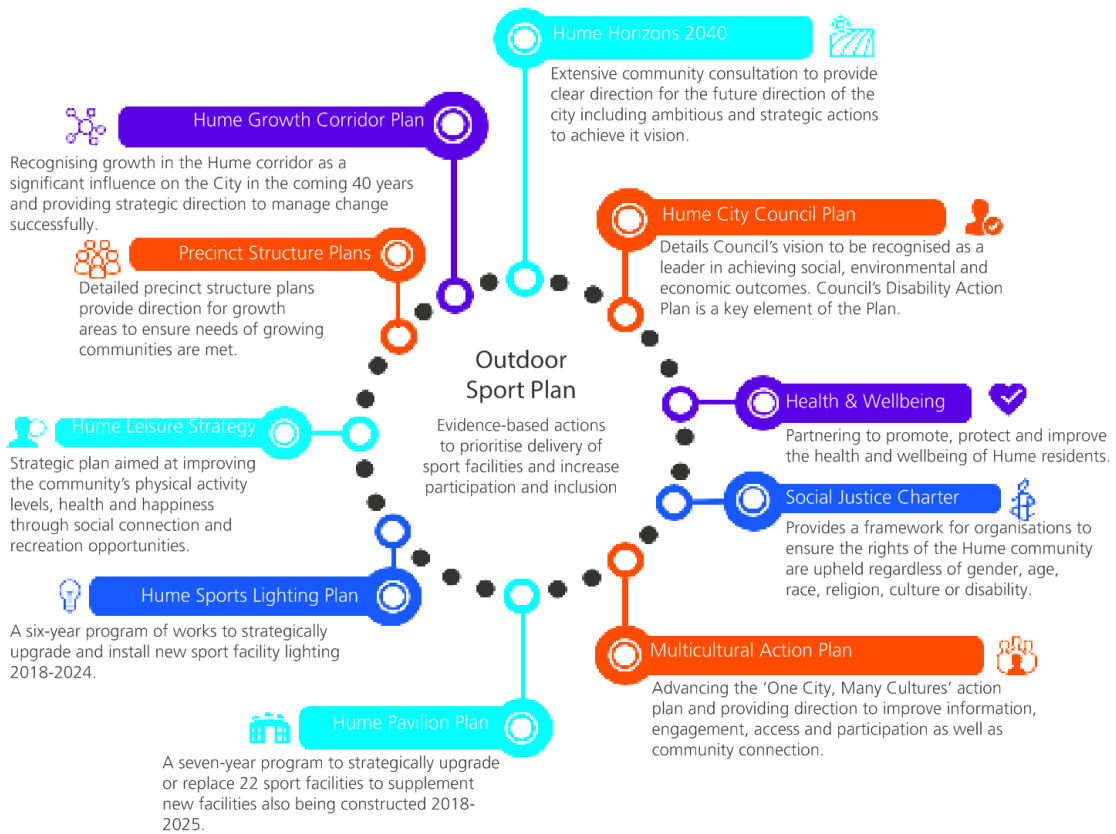 Hume Horizons 2040
Extensive community consultation to provide
clear direction for the future direction of the
city including ambitious and strategic actions
to achieve it vision.
Hume Growth Corridor Plan
Recognising growth in the Hume corridor as a
significant influence on the City in the coming 40 years
and providing strategic direction to manage change
successfully.
Hume City Council Plan
Details Council's vision to be recognised as a
leader in achieving social, environmental and
economic outcomes. Council's Disability Action
Plan is a key element of the Plan.
Precinct Structure Plans
Detailed precinct structure plans
provide direction for growth
areas to ensure needs of growing
communities are met.
Outdoor
Sport Plan
Evidence-based actions
to prioritise delivery of
sport facilities and increase
participation and inclusion
Health & Wellbeing
Partnering to promote, protect and improve
the health and wellbeing of Hume residents.
Hume Leisure Strategy
Strategic plan aimed at improving
the community's physical activity
levels, health and happiness
through social connection and
recreation opportunities.
Social Justice Charter
Provides a framework for organisations to
ensure the rights of the Hume community
are upheld regardless of gender, age,
race, religion, culture or disability.
Hume Sports Lighting Plan
A six-year program of works to strategically
upgrade and install new sport facility lighting
2018-2024.
Multicultural Action Plan
Advancing the 'One City, Many Cultures' action
plan and providing direction to improve information,
engagement, access and participation as well as
community connection.
Hume Pavilion Plan
A seven-year program to strategically upgrade
or replace 22 sport facilities to supplement
new facilities also being constructed 2018-
2025.